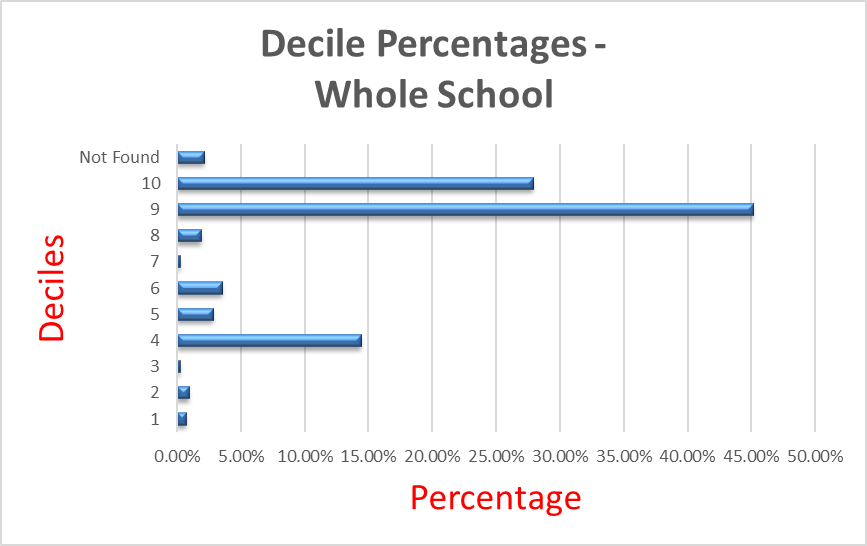 Decile Percentages -
Whole School
Deciles
Not Found
10
9
8
7
6
5
4
3
2
1
0.00% 5.00% 10.00% 15.00% 20.00% 25.00% 30.00% 35.00% 40.00% 45.00% 50.00%
Percentage